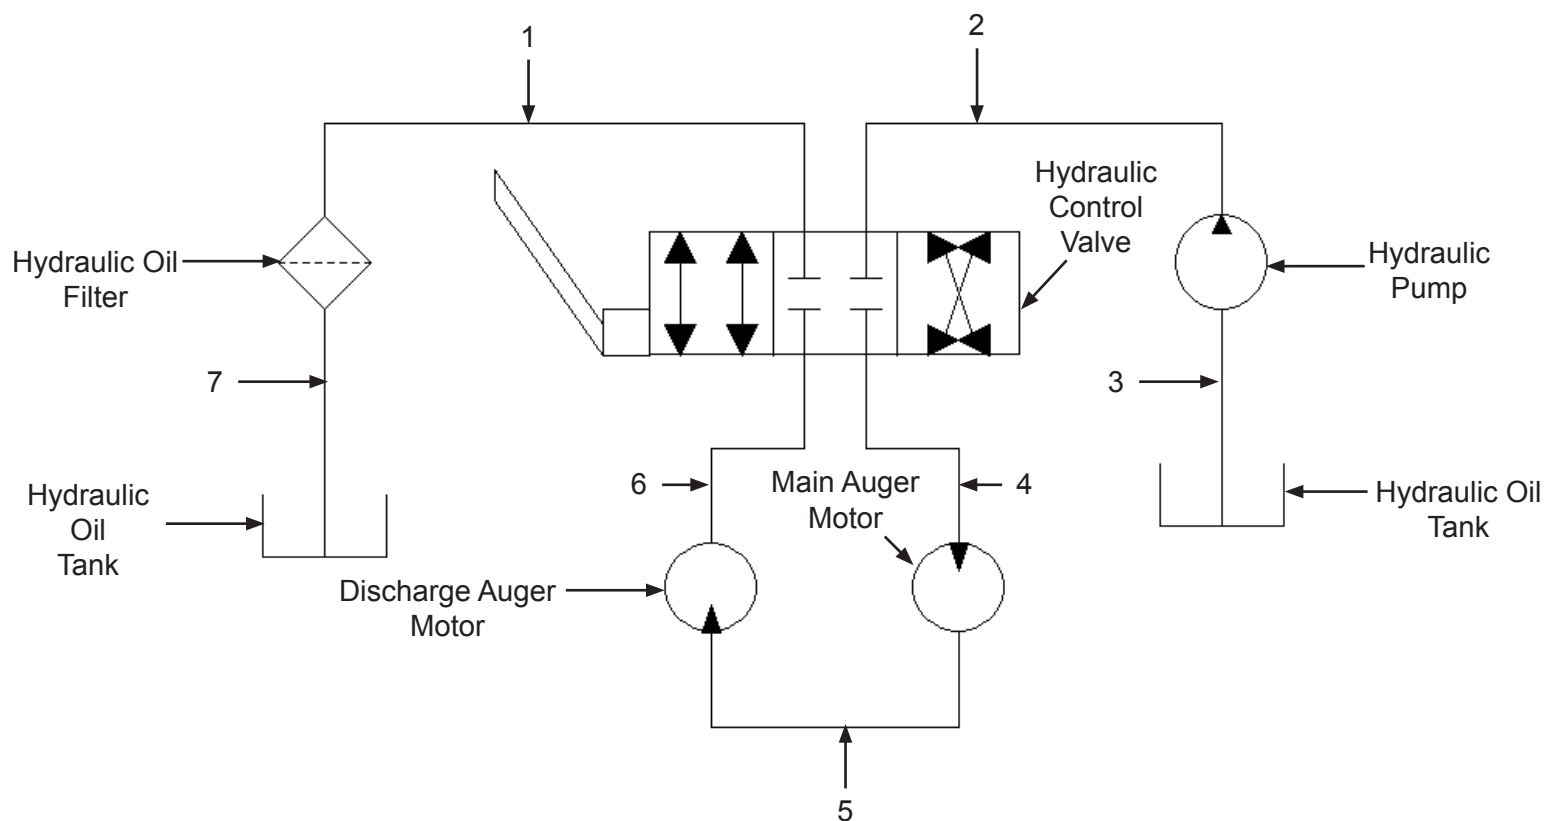 1
2
Hydraulic
Control
Valve
Hydraulic Oil
Filter
Hydraulic
Pump
7
3
6
Main Auger
Motor
4
Hydraulic
Oil
Tank
Hydraulic Oil
Tank
Discharge Auger
Motor
5